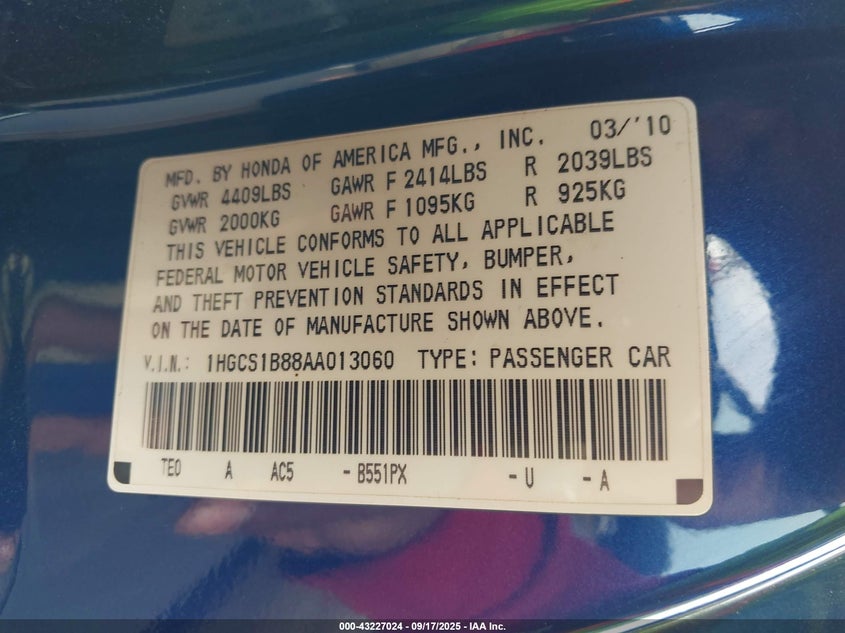 MFD. BY HONDA OF AMERICA MFG., INC. 03/'10
GVWR 4409LBS GAWR F 2414LBS R 2039LBS
GVWR 2000KG GAWR F 1095KG R 925KG
THIS VEHICLE CONFORMS TO ALL APPLICABLE
FEDERAL MOTOR VEHICLE SAFETY, BUMPER,
AND THEFT PREVENTION STANDARDS IN EFFECT
ON THE DATE OF MANUFACTURE SHOWN ABOVE.
V.I.N.: 1HGCS1B88AA013060 TYPE: PASSENGER CAR
TE0 A AC5 - B551PX - U - A
000-43227024 - 09/17/2025 - IAA Inc.